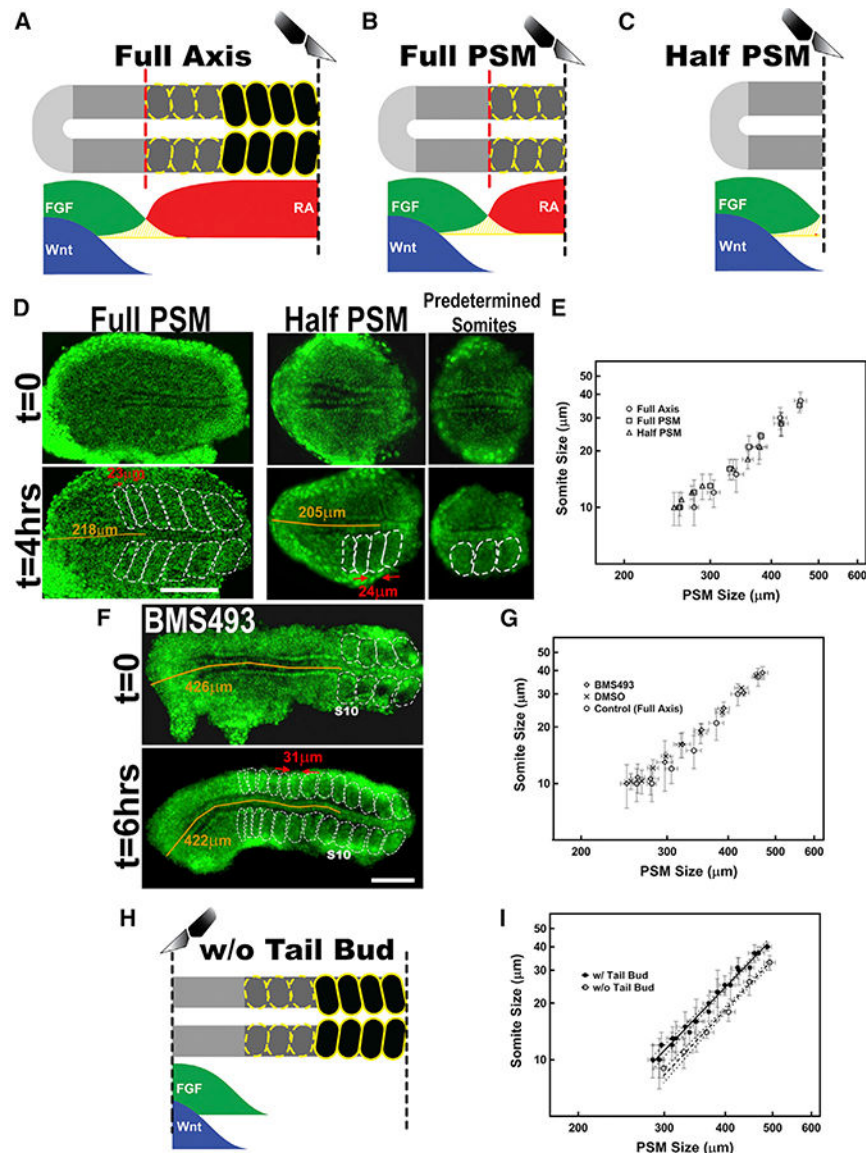 A
Full Axis
FGF
Wnt
RA
B
Full PSM
FGF
Wnt
RA
C
Half PSM
FGF
Wnt
D
Full PSM
Half PSM
Predetermined
Somites
t=0
t=4hrs
23μm
218μm
205μm
24μm
E
Somite Size (μm)
50
40
30
20
10
Full Axis
Full PSM
Half PSM
200
300
400
500
600
PSM Size (μm)
F
BMS493
t=0
426μm
S10
t=6hrs
31μm
422μm
S10
G
Somite Size (μm)
50
40
30
20
10
BMS493
DMSO
Control (Full Axis)
200
300
400
500
600
PSM Size (μm)
H
w/o Tail Bud
FGF
Wnt
I
Somite Size (μm)
50
40
30
20
10
w/ Tail Bud
w/o Tail Bud
200
300
400
500
600
PSM Size (μm)